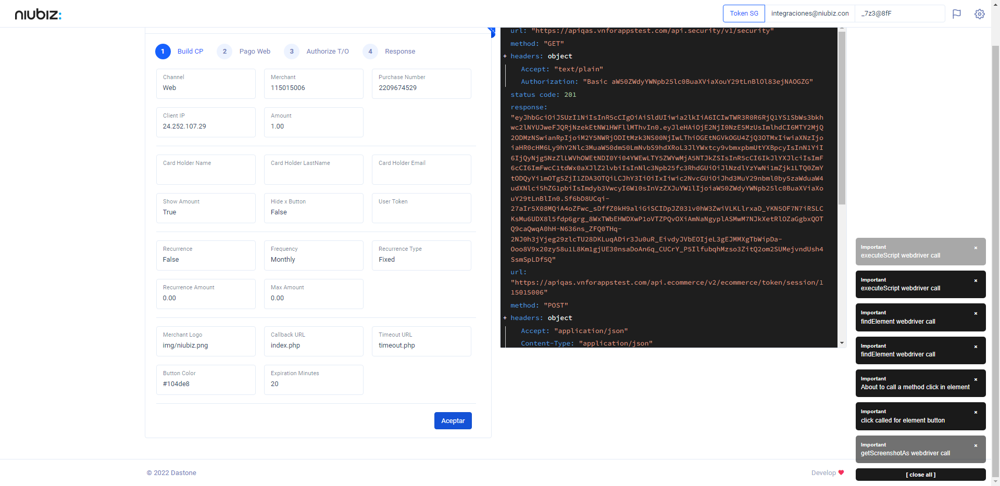 niubiz:
Token SG
integraciones@niubiz.con
_7z3@8fF
1 Build CP 2 Pago Web 3 Authorize T/O 4 Response
Channel
Web
Merchant
115015006
Purchase Number
2209674529
Client IP
24.252.107.29
Amount
1.00
Card Holder Name
Card Holder LastName
Card Holder Email
Show Amount
True
Hide x Button
False
User Token
Recurrence
False
Frequency
Monthly
Recurrence Type
Fixed
Recurrence Amount
0.00
Max Amount
0.00
Merchant Logo
img/niubiz.png
Callback URL
index.php
Timeout URL
timeout.php
Button Color
#104de8
Expiration Minutes
20
Aceptar
url: "https://apiqas.vnforappstest.com/api.security/v1/security"
method: "GET"
+ headers: object
Accept: "text/plain"
Authorization: "Basic aW50ZWdyYWNpb25lc0BuaXViaXouY29tLnBlOl83ejNAOGZG"
status code: 201
response:
"eyJhbGciOiJSUzI1NiIsInR5cCIgOiAiSldUIiwia2lkIiA6ICIwTWR3R0R6RjQ1YS1SbWs3bkh
wc2lNYUJweFJQRjNzekEtNW1HWFllMThvIn0.eyJleHAiOjE2NjI0NzE5MzUsImlhdCI6MTY2MjQ
2ODMzNSwianRpIjoiM2Y5NWRjODItMzk3NS00NjIwLThiOGEtNGVkOGU4ZjQ3OTMxIiwiaXNzIjo
iaHR0cHM6Ly9hY2Nlc3MuaW50dm50LmNvbS9hdXRoL3JlYWxtcy9vbmxpbmUtYXBpcyIsInN1YiI
6IjQyNjg5NzZlLWVhOWEtNDI0Yi04YWEwLTY5ZWYwMjA5NTJkZSIsInR5cCI6IkJlYXJlciIsImF
6cCI6ImFwcC1tdWx0aXJlZ2lvbiIsInNlc3Npb25fc3RhdGUiOiJlNzdlYzYwNi1mZjk1LTQ0ZmY
tODQyYi1mOTg5ZjI1ZDA3OTQiLCJhY3IiOiIxIiwic2NvcGUiOiJhd3MuY29nbml0by5zaWduaW4
udXNlci5hZG1pbiIsImdyb3VwcyI6W10sInVzZXJuYW1lIjoiaW50ZWdyYWNpb25lc0BuaXViaXo
uY29tLnBlIn0.Sf6bD8UCqi-
27aIr5X08MQiA4oZFwc_sDffZ0kH9aliGiSCIDpJZ031v0hW3ZwiVLKLlrxaD_YKN5OF7N7iRSLC
KsMu6UDX8l5fdp6grg_8WxTWbEHWDXwP1oVTZPQvOXiAmNaNgyplASMwM7NJkXetRlOZaGgbxQOT
Q9caQwqA0hH-N636ns_ZFQ0THq-
2NJ0h3jYjeg29zlcTU28DKLuqADir3Ju0uR_EivdyJVbEOIjeL3gEJMMXgTbWipDa-
Ooo8V9x20zy58u1L8Km1gjUE30nsaDoAn6q_CUCrY_P5IlfubqhMzso3ZitQ2om2SUMejvndUsh4
SsmSpLDf5Q"
url:
"https://apiqas.vnforappstest.com/api.ecommerce/v2/ecommerce/token/session/1
15015006"
method: "POST"
+ headers: object
Accept: "application/json"
Content-Type: "application/json"
Important
executeScript webdriver call
Important
executeScript webdriver call
Important
findElement webdriver call
Important
findElement webdriver call
Important
About to call a method click in element
Important
click called for element button
Important
getScreenshotAs webdriver call
[ close all ]
© 2022 Dastone
Develop